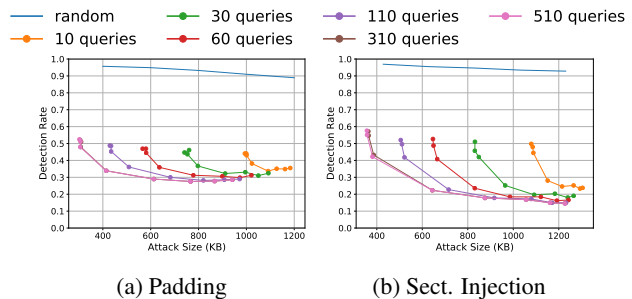 random 30 queries 110 queries 510 queries
10 queries 60 queries 310 queries
1.0
0.9
0.8
0.7
0.6
0.5
0.4
0.3
0.2
0.1
0.0
Detection Rate
400 600 800 1000 1200
Attack Size (KB)
1.0
0.9
0.8
0.7
0.6
0.5
0.4
0.3
0.2
0.1
0.0
Detection Rate
400 600 800 1000 1200
Attack Size (KB)
(a) Padding (b) Sect. Injection